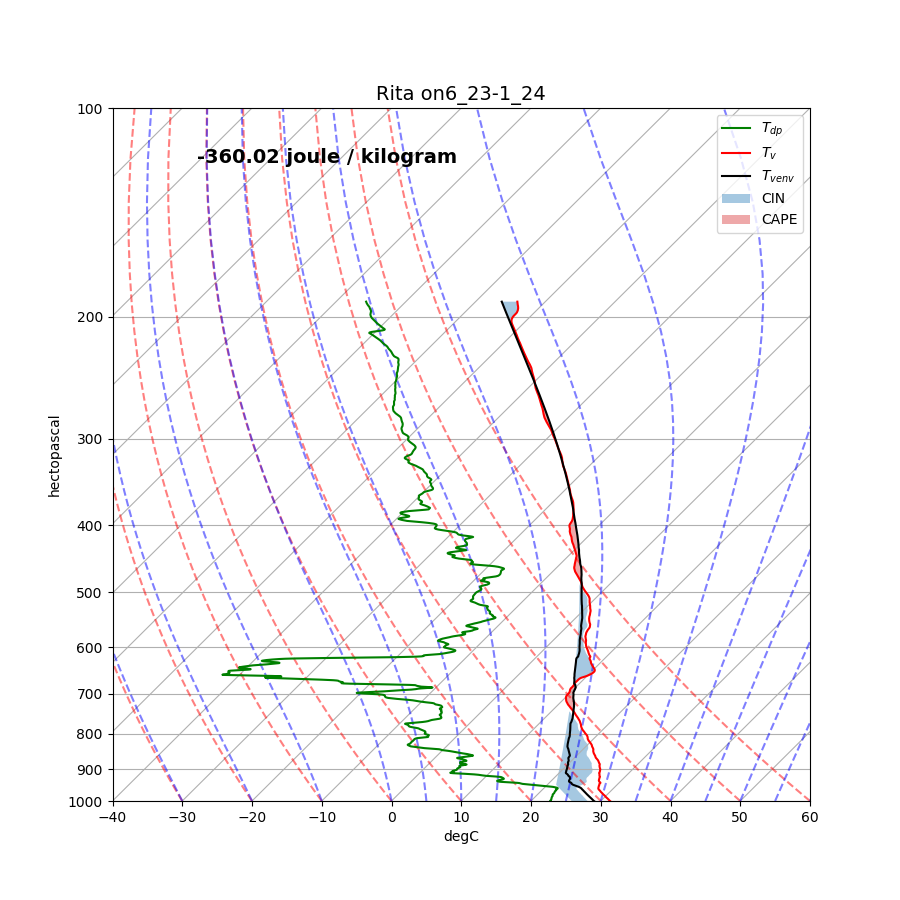 Rita on6_23-1_24
-360.02 joule / kilogram
T_dp
T_v
T_venv
CIN
CAPE
hectopascal
100
200
300
400
500
600
700
800
900
1000
−40 −30 −20 −10 0 10 20 30 40 50 60
degC